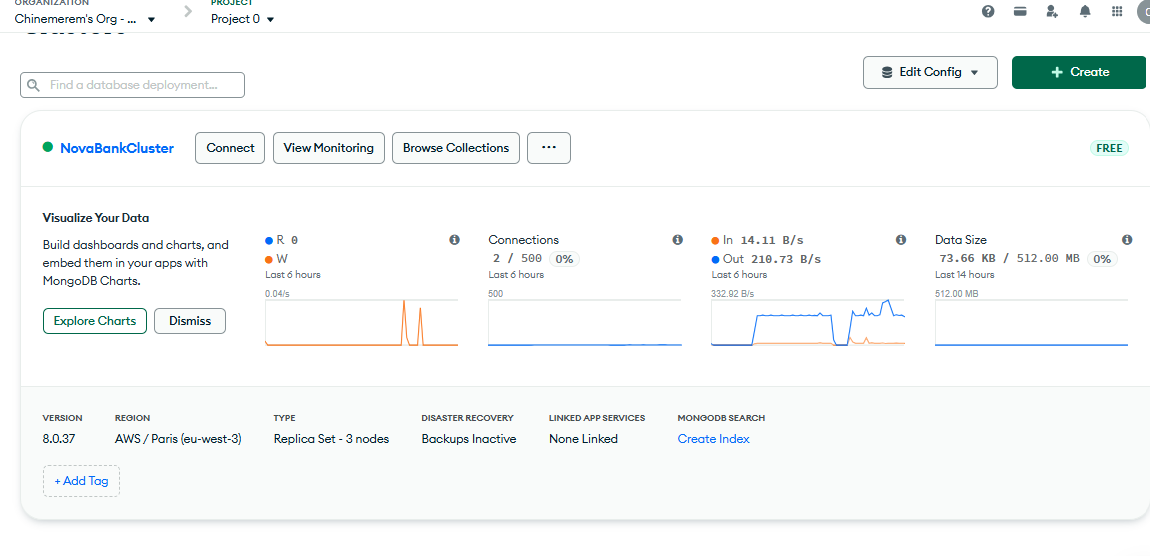 ORGANIZATION
Chinemerem's Org - ...
PROJECT
Project 0
Clusters
Find a database deployment...
Edit Config
+ Create
NovaBankCluster
Connect
View Monitoring
Browse Collections
...
FREE
Visualize Your Data
Build dashboards and charts, and
embed them in your apps with
MongoDB Charts.
Explore Charts
Dismiss
R 0
W
Last 6 hours
0.04/s
Connections
2 / 500 0%
Last 6 hours
500
In 14.11 B/s
Out 210.73 B/s
Last 6 hours
332.92 B/s
Data Size
73.66 KB / 512.00 MB 0%
Last 14 hours
512.00 MB
VERSION
8.0.37
REGION
AWS / Paris (eu-west-3)
TYPE
Replica Set - 3 nodes
DISASTER RECOVERY
Backups Inactive
LINKED APP SERVICES
None Linked
MONGODB SEARCH
Create Index
+ Add Tag